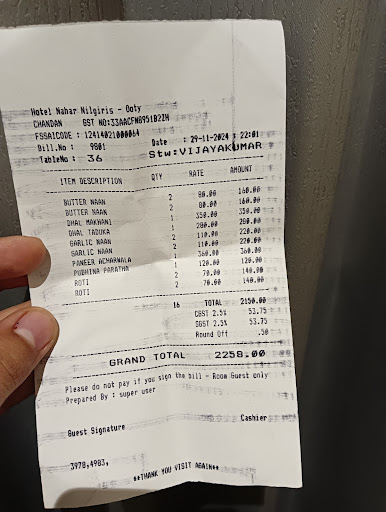 Hotel Nahar Nilgiris - Ooty
CHANDAN GST NO:33AACFN8951B2IH
FSSAICODE : 12414021000064
Bill.No : 9801 Date : 29-11-2024 : 22:01
TableNo : 36 Stw:VIJAYAKUMAR
ITEM DESCRIPTION QTY RATE AMOUNT
BUTTER NAAN 2 80.00 160.00
BUTTER NAAN 2 80.00 160.00
DHAL MAKHANI 1 350.00 350.00
DHAL TADUKA 1 280.00 280.00
GARLIC NAAN 2 110.00 220.00
GARLIC NAAN 2 110.00 220.00
PANEER ACHARWALA 1 360.00 360.00
PUDHINA PARATHA 1 120.00 120.00
ROTI 2 70.00 140.00
ROTI 2 70.00 140.00
16 TOTAL 2150.00
CGST 2.5% 53.75
SGST 2.5% 53.75
Round Off .50
GRAND TOTAL 2258.00
Please do not pay if you sign the bill - Room Guest only
Prepared By : super user
Guest Signature Cashier
3978,4983,
**THANK YOU VISIT AGAIN**